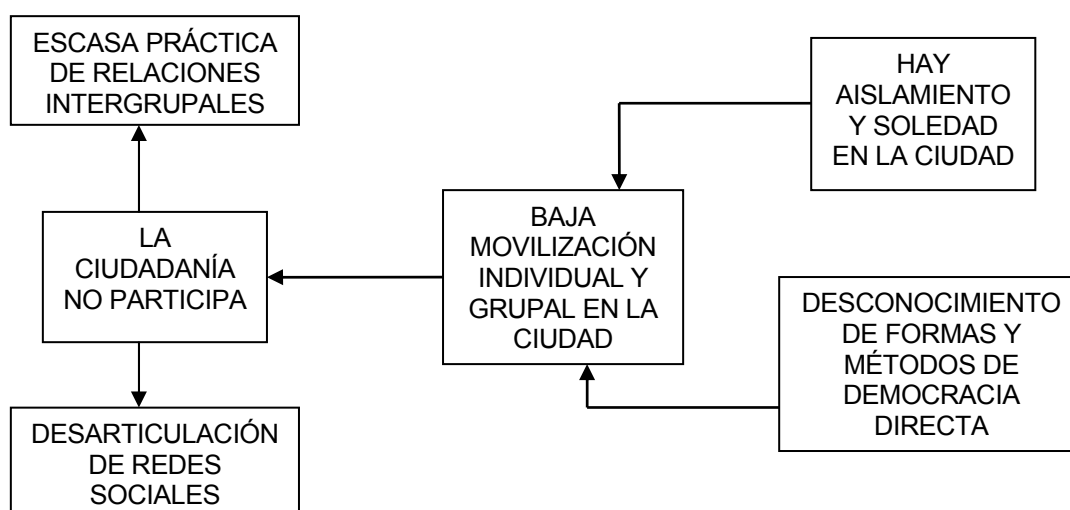 ESCASA PRÁCTICA
DE RELACIONES
INTERGRUPALES
HAY
AISLAMIENTO
Y SOLEDAD
EN LA CIUDAD
LA
CIUDADANÍA
NO PARTICIPA
BAJA
MOVILIZACIÓN
INDIVIDUAL Y
GRUPAL EN LA
CIUDAD
DESCONOCIMIENTO
DE FORMAS Y
MÉTODOS DE
DEMOCRACIA
DIRECTA
DESARTICULACIÓN
DE REDES
SOCIALES